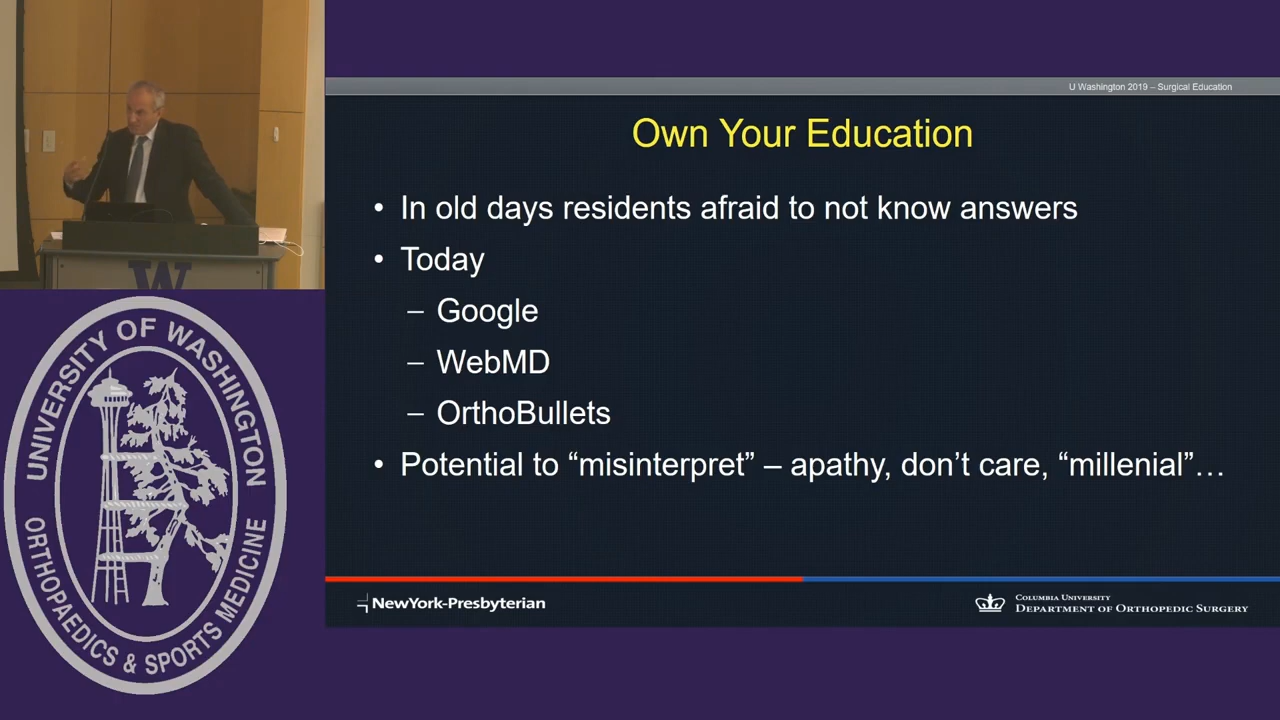 U Washington 2019 – Surgical Education
Own Your Education
• In old days residents afraid to not know answers
• Today
– Google
– WebMD
– OrthoBullets
• Potential to “misinterpret” – apathy, don’t care, “millenial”…
NewYork-Presbyterian
COLUMBIA UNIVERSITY
DEPARTMENT OF ORTHOPEDIC SURGERY
W
UNIVERSITY OF WASHINGTON
ORTHOPAEDICS & SPORTS MEDICINE